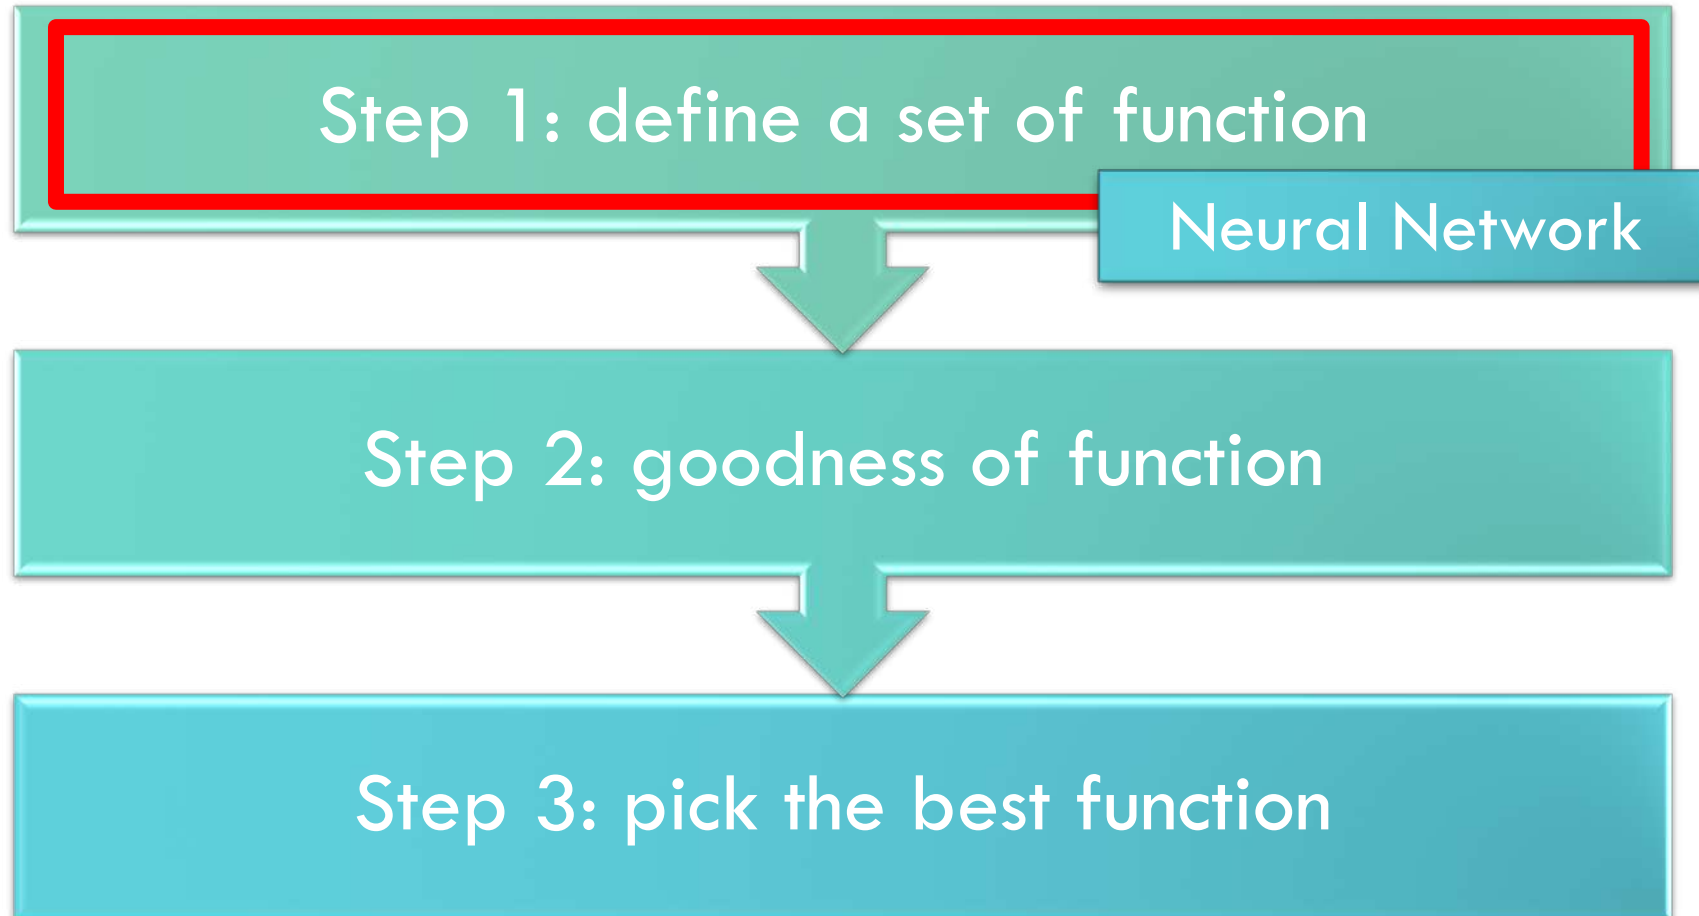 Step 1: define a set of function
Neural Network
Step 2: goodness of function
Step 3: pick the best function